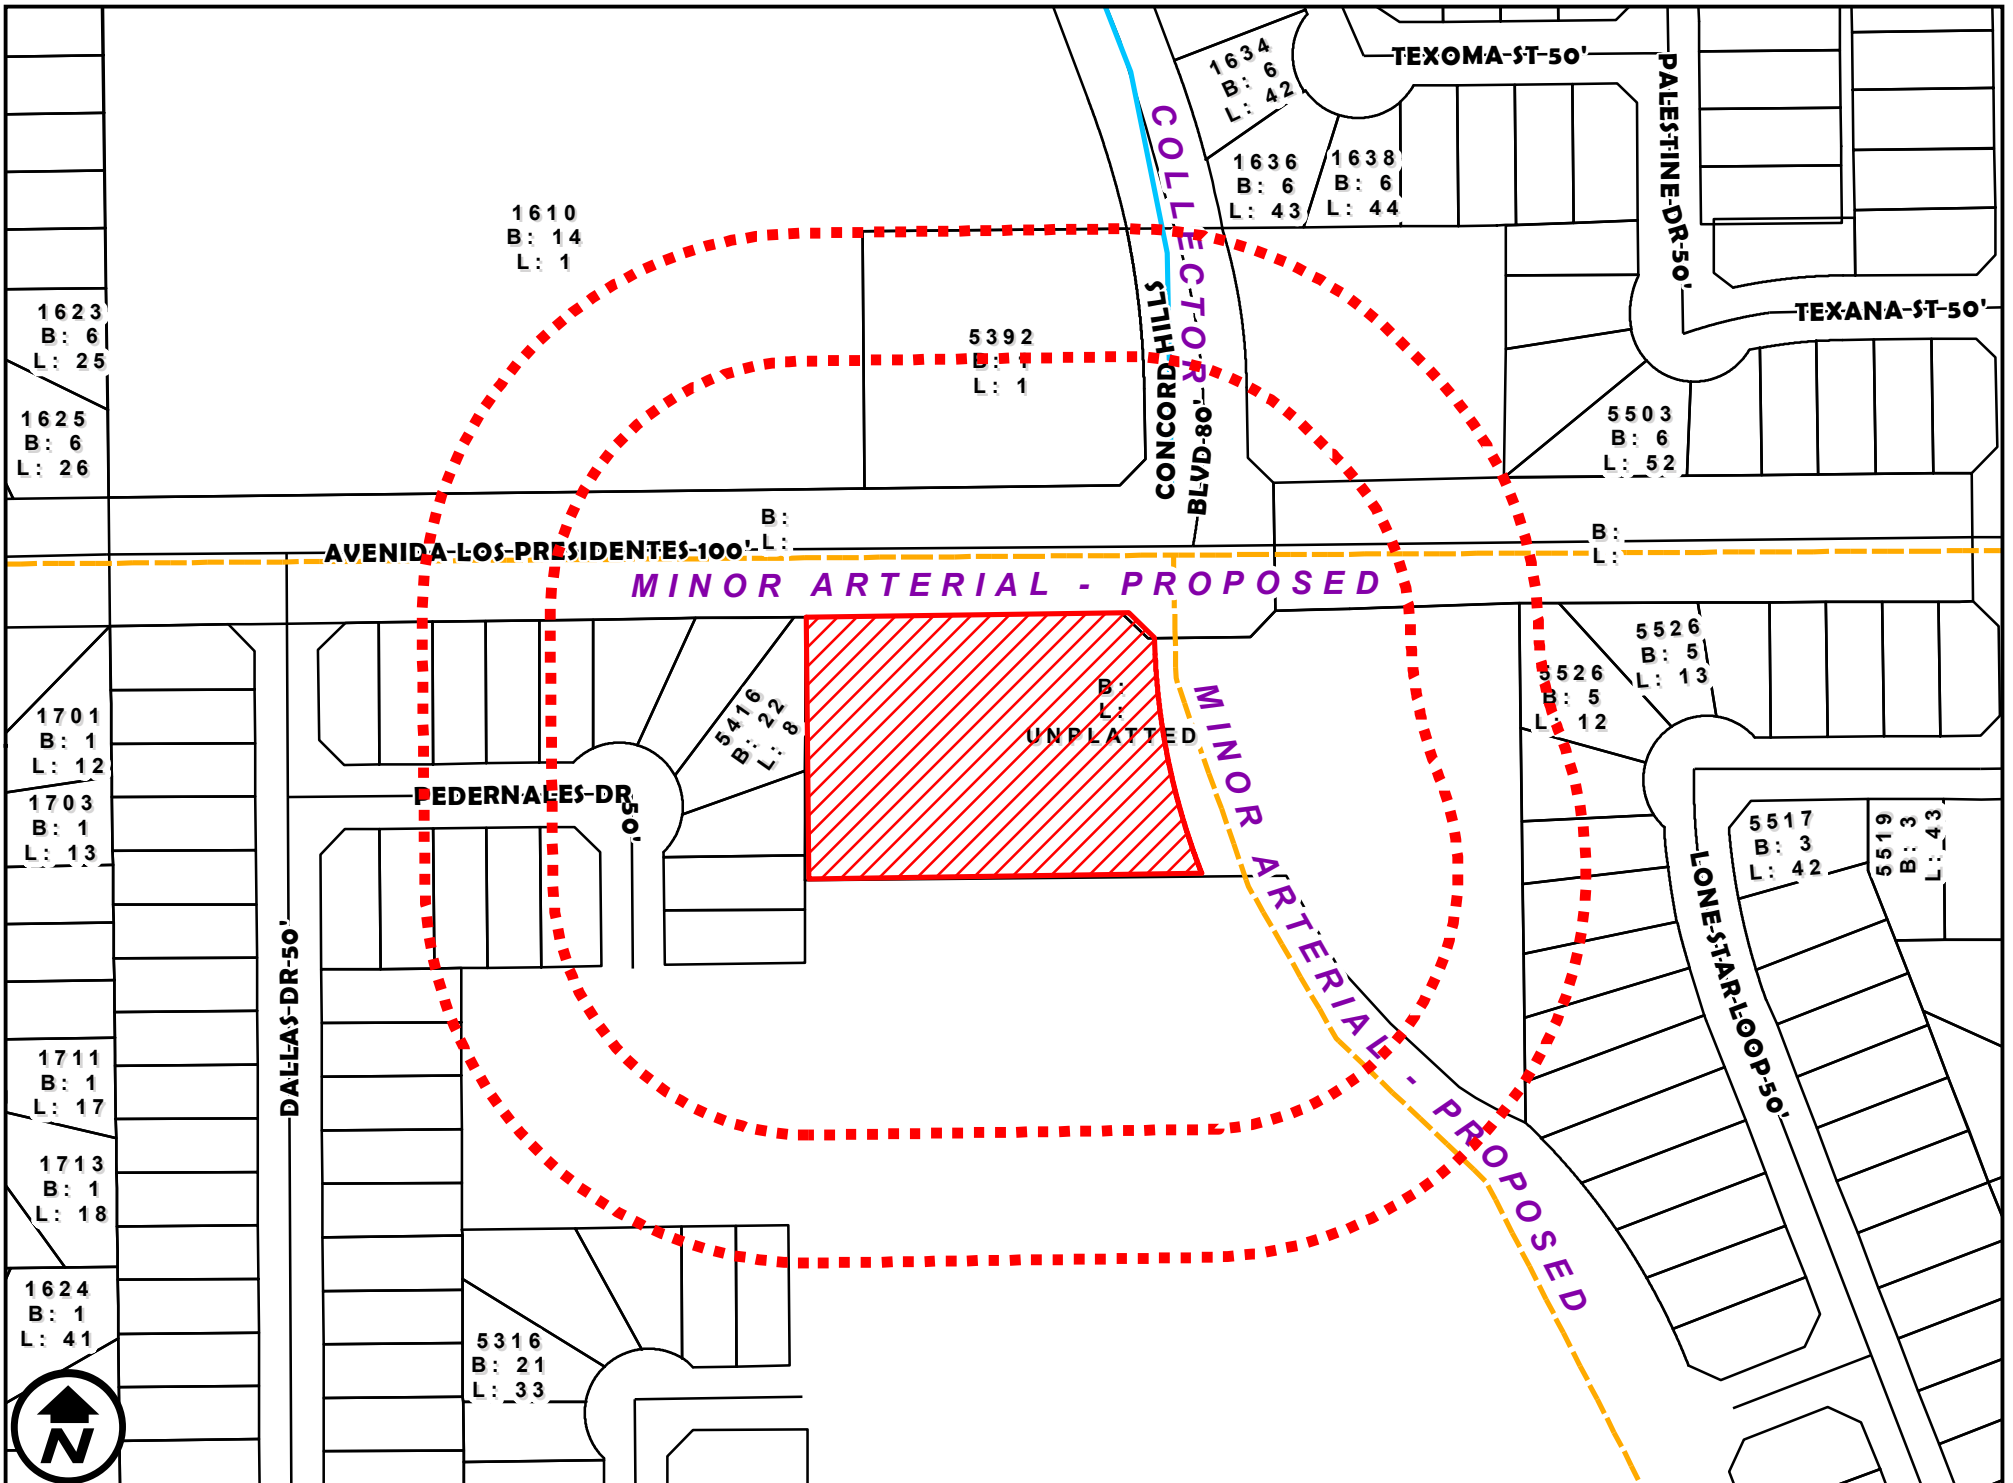 TEXOMA-ST-50'
PALESTINE-DR-50'
TEXANA-ST-50'
1634
B: 6
L: 42
1636
B: 6
L: 43
1638
B: 6
L: 44
COLLECTOR
CONCORD HILLS
BLVD-80'
1610
B: 14
L: 1
5392
B: 1
L: 1
1623
B: 6
L: 25
1625
B: 6
L: 26
5503
B: 6
L: 52
B:
L:
B:
L:
AVENIDA-LOS-PRESIDENTES-100'
MINOR ARTERIAL - PROPOSED
5526
B: 5
L: 13
5526
B: 5
L: 12
5416
B: 22
L: 8
B:
L:
UNPLATTED
MINOR ARTERIAL - PROPOSED
1701
B: 1
L: 12
1703
B: 1
L: 13
PEDERNALES-DR
50'
5517
B: 3
L: 42
5519
B: 3
L: 43
LONE-STAR-LOOP-50'
DALLAS-DR-50'
1711
B: 1
L: 17
1713
B: 1
L: 18
1624
B: 1
L: 41
5316
B: 21
L: 33
N